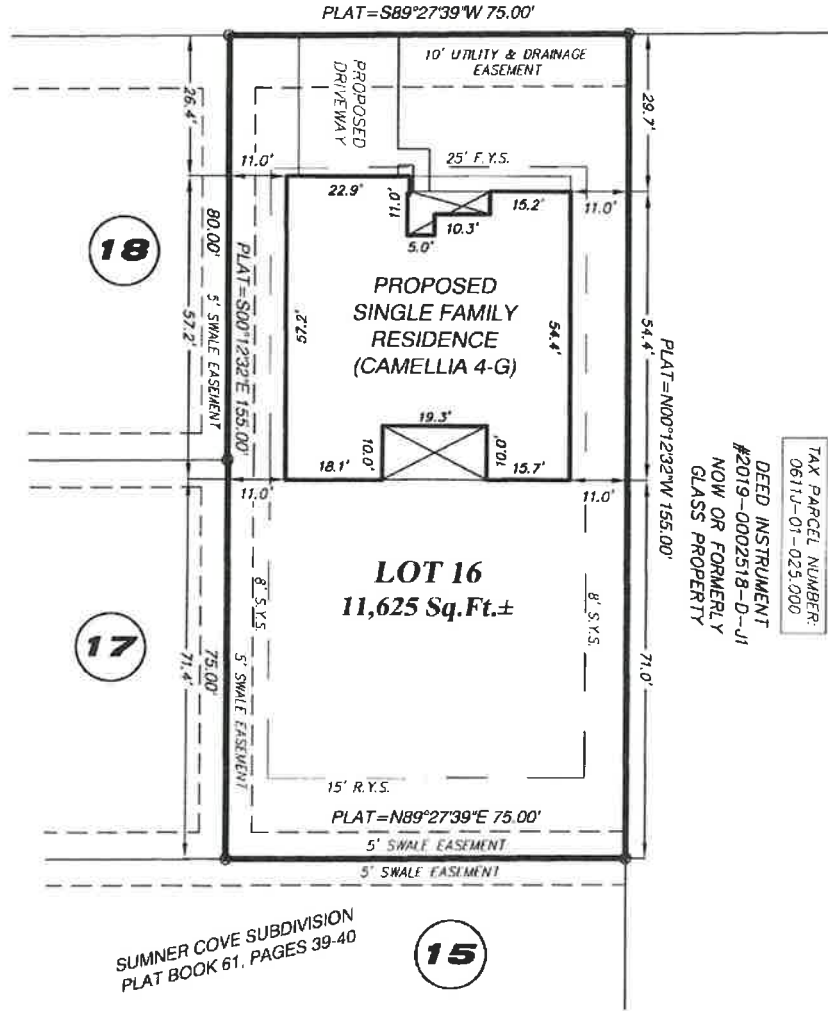 PLAT=S89°27'39"W 75.00'
10' UTILITY & DRAINAGE
EASEMENT
PROPOSED
DRIVEWAY
26.4'
29.7'
11.0'
25' F.Y.S.
22.9'
11.0'
15.2'
11.0'
10.3'
5.0'
18
80.00'
57.2'
5' SWALE EASEMENT
PLAT=S00°12'32"E 155.00'
57.2'
PROPOSED
SINGLE FAMILY
RESIDENCE
(CAMELLIA 4-G)
54.4'
54.4'
PLAT=N00°12'32"W 155.00'
TAX PARCEL NUMBER:
0611J-01-025.000
DEED INSTRUMENT
#2019-0002518-D-J1
NOW OR FORMERLY
GLASS PROPERTY
19.3'
10.0'
10.0'
18.1'
15.7'
11.0'
11.0'
LOT 16
11,625 Sq.Ft.±
8' S.Y.S.
8' S.Y.S.
17
71.4'
75.00'
5' SWALE EASEMENT
71.0'
15' R.Y.S.
PLAT=N89°27'39"E 75.00'
5' SWALE EASEMENT
5' SWALE EASEMENT
SUMNER COVE SUBDIVISION
PLAT BOOK 61, PAGES 39-40
15